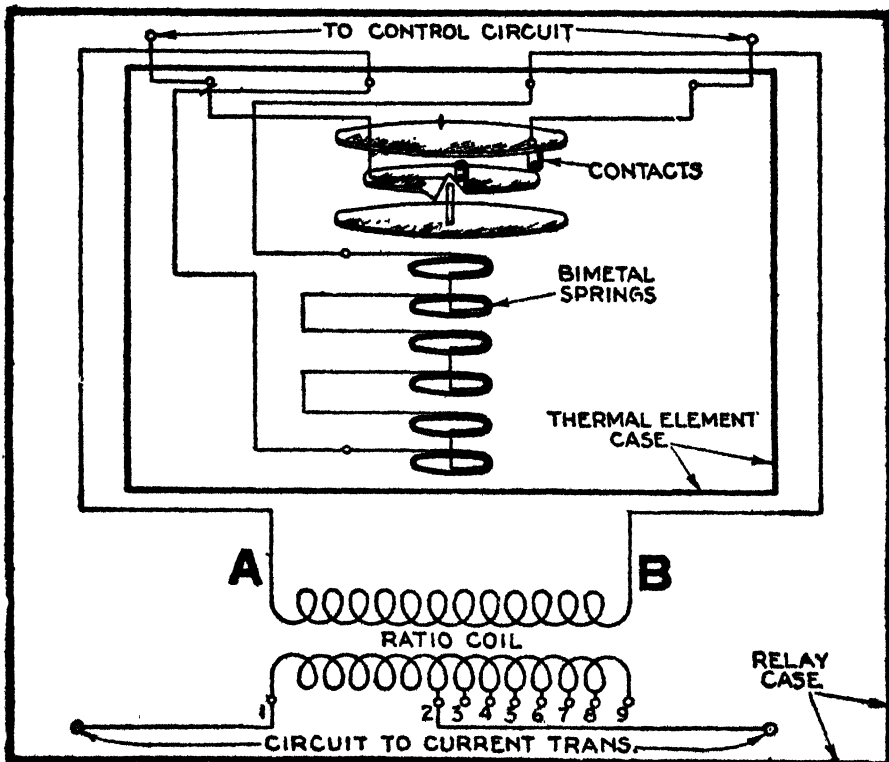 TO CONTROL CIRCUIT
CONTACTS
BIMETAL
SPRINGS
THERMAL ELEMENT
CASE
A
B
RATIO COIL
RELAY
CASE
1 2 3 4 5 6 7 8 9
CIRCUIT TO CURRENT TRANS.